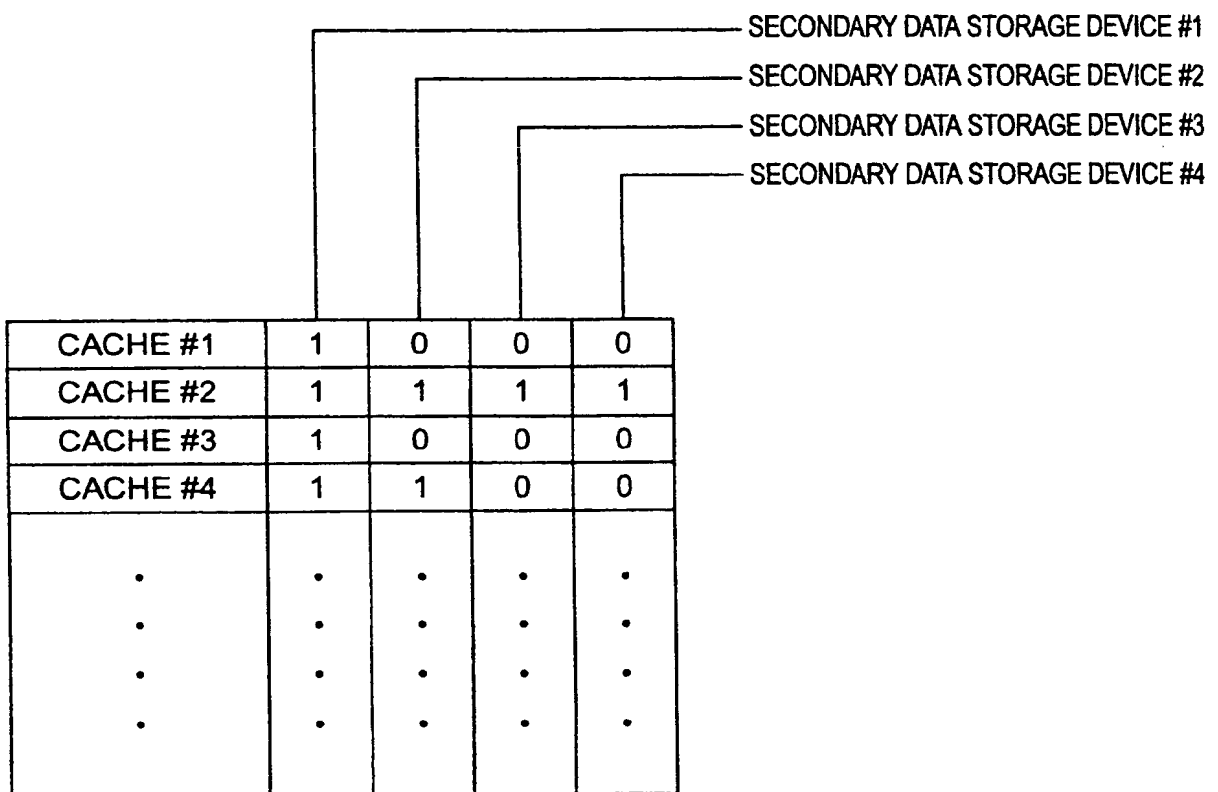 SECONDARY DATA STORAGE DEVICE #1
SECONDARY DATA STORAGE DEVICE #2
SECONDARY DATA STORAGE DEVICE #3
SECONDARY DATA STORAGE DEVICE #4
CACHE #1 1 0 0 0
CACHE #2 1 1 1 1
CACHE #3 1 0 0 0
CACHE #4 1 1 0 0